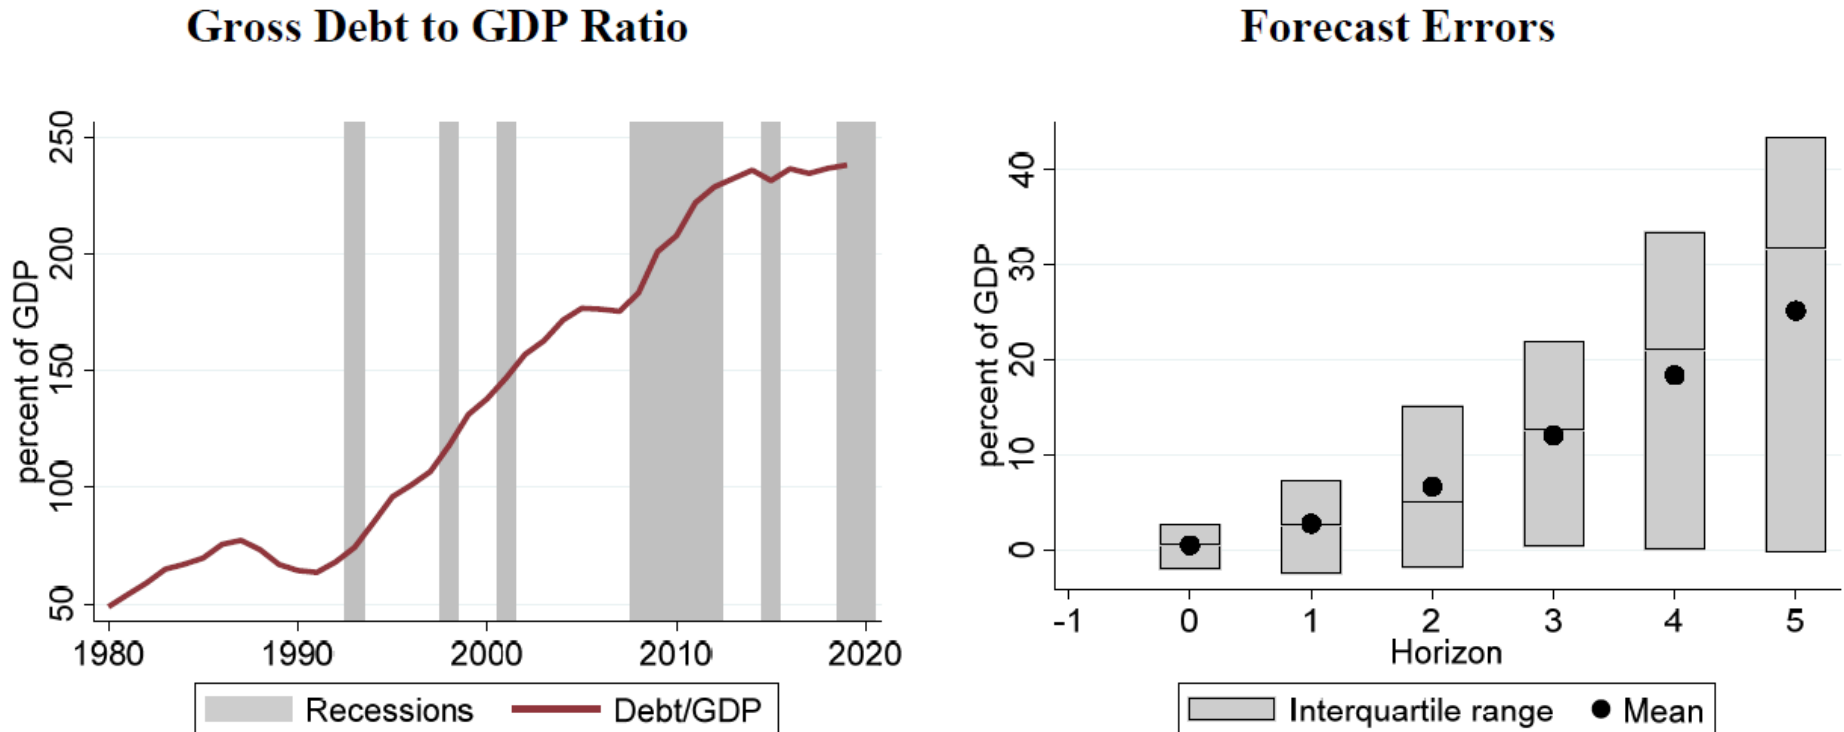 Gross Debt to GDP Ratio
percent of GDP
250
200
150
100
50
1980 1990 2000 2010 2020
Recessions Debt/GDP
Forecast Errors
percent of GDP
40
30
20
10
0
-1 0 1 2 3 4 5
Horizon
Interquartile range Mean